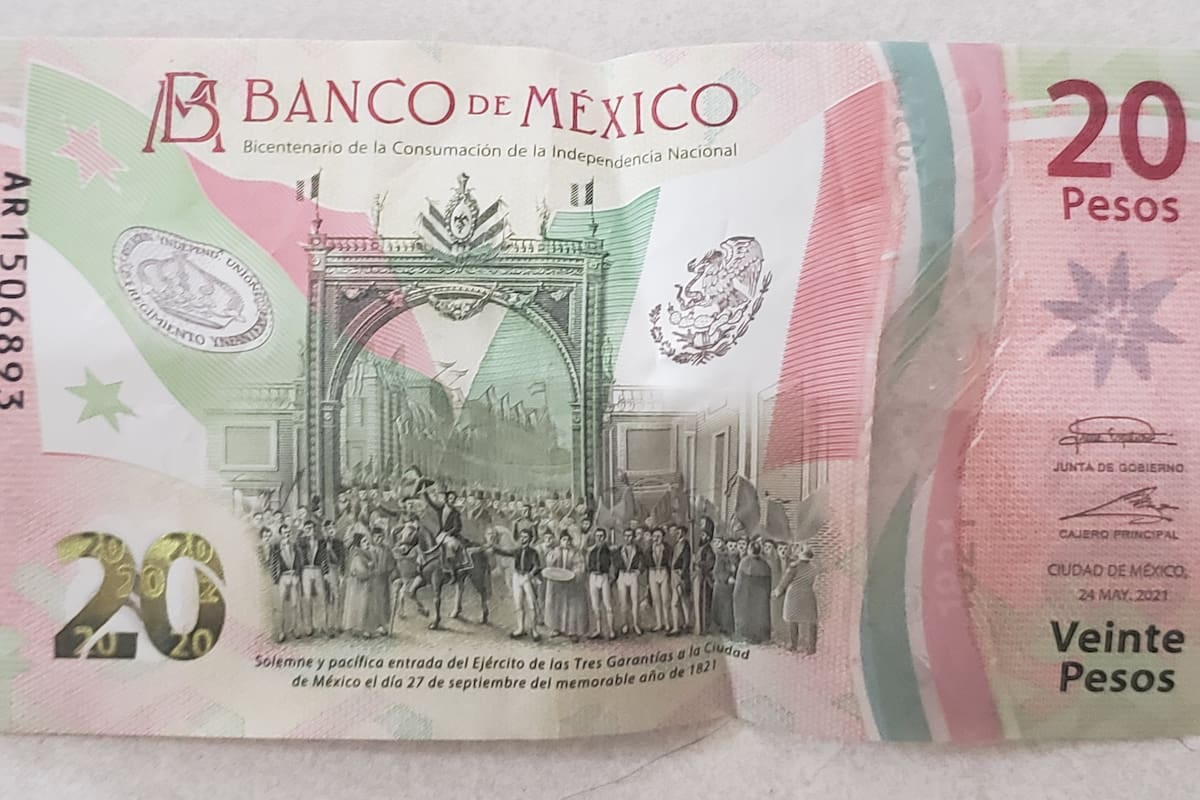 BANCO DE MÉXICO
Bicentenario de la Consumación de la Independencia Nacional
AR1506893
20
Solemne y pacífica entrada del Ejército de las Tres Garantías a la Ciudad
de México el día 27 de septiembre del memorable año de 1821
20
Pesos
JUNTA DE GOBIERNO
CAJERO PRINCIPAL
CIUDAD DE MÉXICO,
24 MAY. 2021
Veinte
Pesos